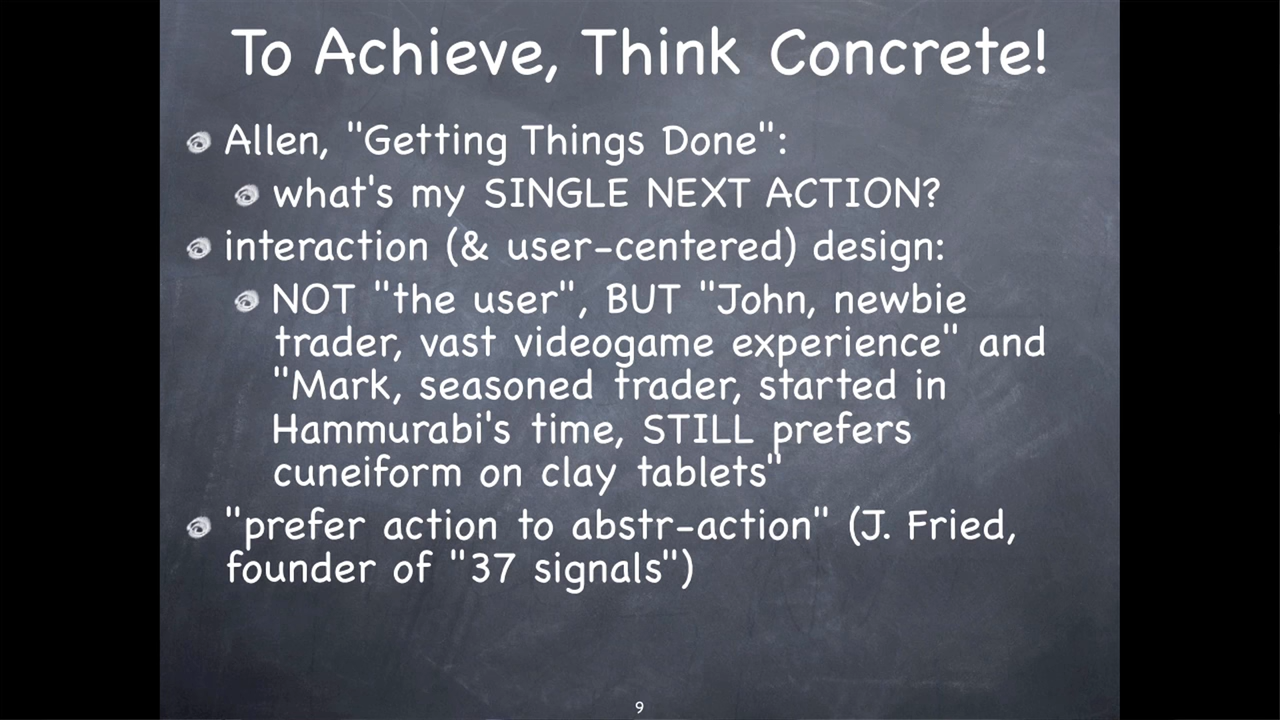 To Achieve, Think Concrete!
Allen, "Getting Things Done":
what's my SINGLE NEXT ACTION?
interaction (& user-centered) design:
NOT "the user", BUT "John, newbie
trader, vast videogame experience" and
"Mark, seasoned trader, started in
Hammurabi's time, STILL prefers
cuneiform on clay tablets"
"prefer action to abstr-action" (J. Fried,
founder of "37 signals")
9